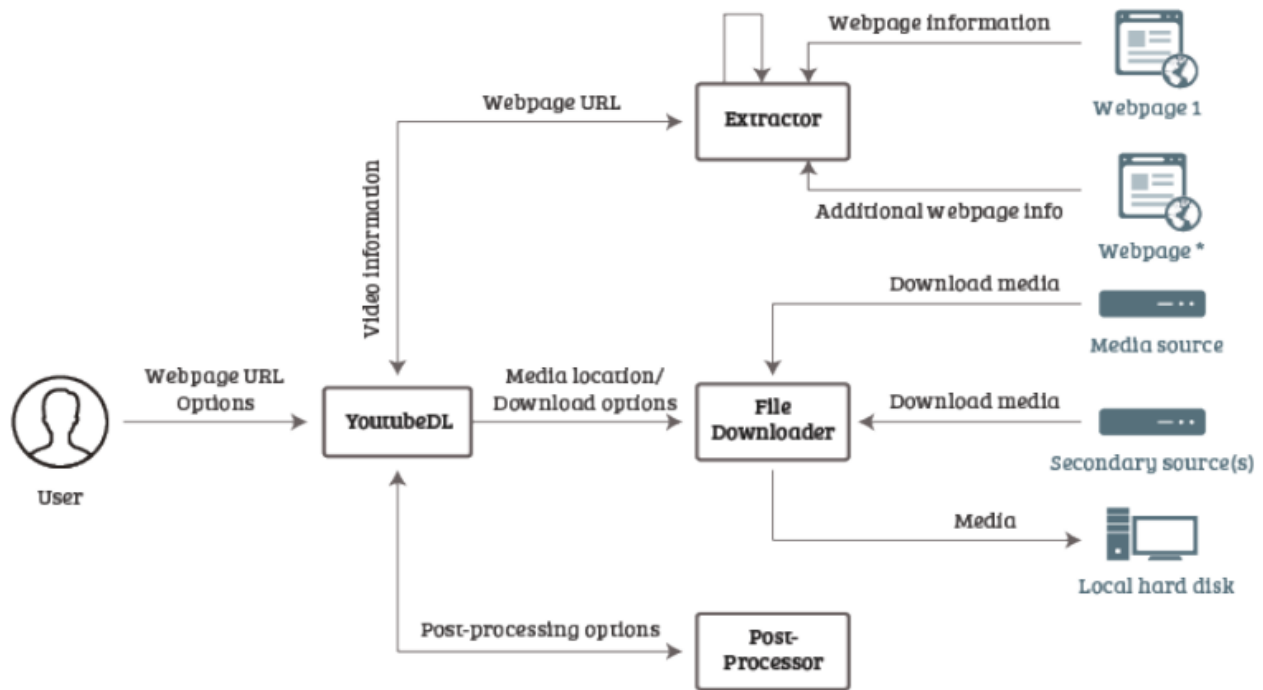 Webpage information
Webpage URL
Extractor
Webpage 1
Video information
Additional webpage info
Webpage *
Download media
Media source
Webpage URL
Options
Media location/
Download options
YoutubeDL
File
Downloader
Download media
Secondary source(s)
User
Media
Local hard disk
Post-processing options
Post-
Processor